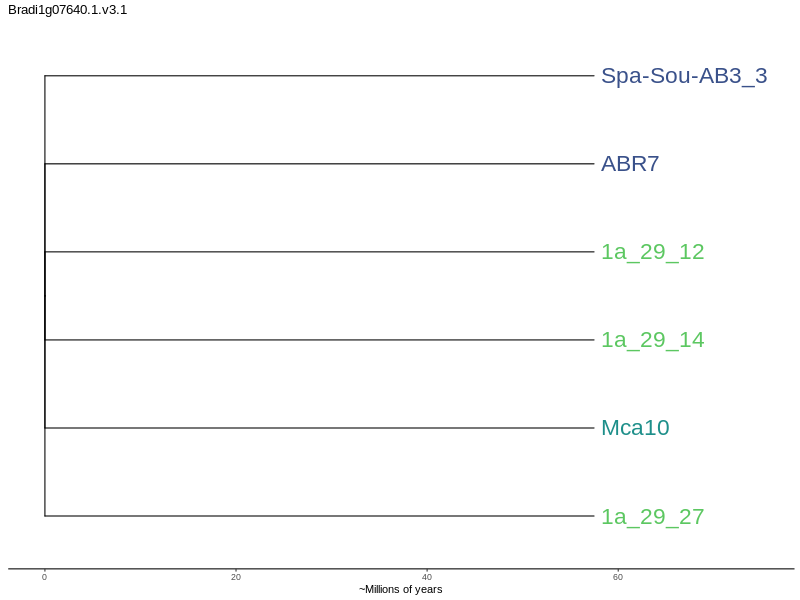 Bradi1g07640.1.v3.1
Spa-Sou-AB3_3
ABR7
1a_29_12
1a_29_14
Mca10
1a_29_27
0 20 40 60
~Millions of years